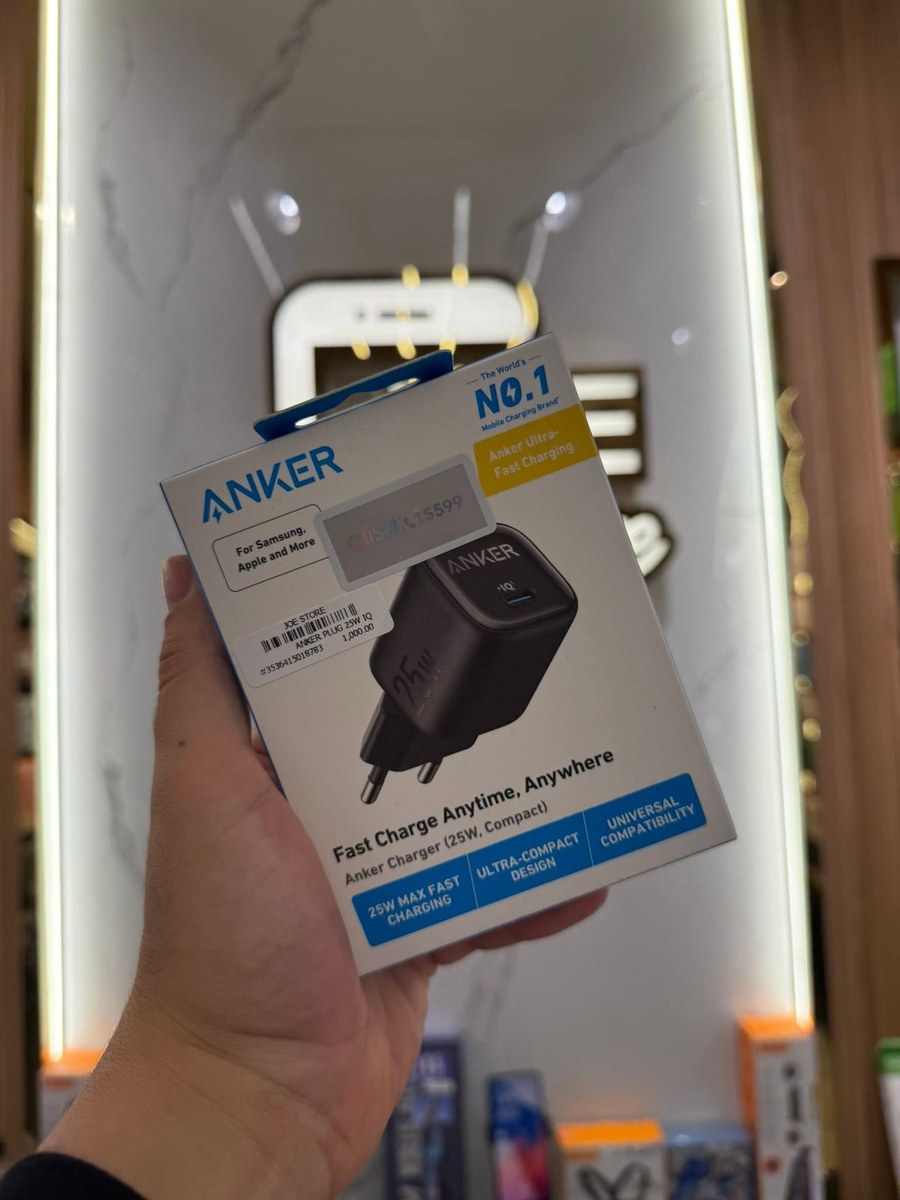 The World's
NO.1
Mobile Charging Brand
ANKER
Anker Ultra-
Fast Charging
For Samsung,
Apple and More
15599
JOE STORE
ANKER PLUG 25W IQ
#3536415018783 1,000.00
ANKER
IQ
25W
Fast Charge Anytime, Anywhere
Anker Charger (25W, Compact)
25W MAX FAST
CHARGING
ULTRA-COMPACT
DESIGN
UNIVERSAL
COMPATIBILITY